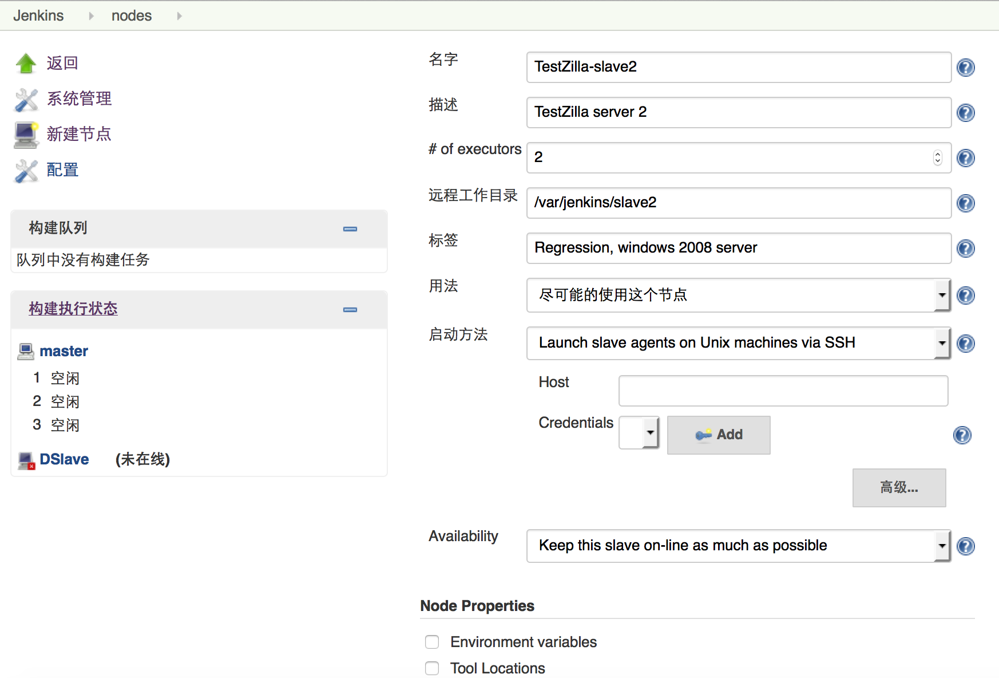 Jenkins nodes
返回
系统管理
新建节点
配置
构建队列
队列中没有构建任务
构建执行状态
master
1 空闲
2 空闲
3 空闲
DSlave (未在线)
名字 TestZilla-slave2
描述 TestZilla server 2
# of executors 2
远程工作目录 /var/jenkins/slave2
标签 Regression, windows 2008 server
用法 尽可能的使用这个节点
启动方法 Launch slave agents on Unix machines via SSH
Host
Credentials Add
高级...
Availability Keep this slave on-line as much as possible
Node Properties
Environment variables
Tool Locations